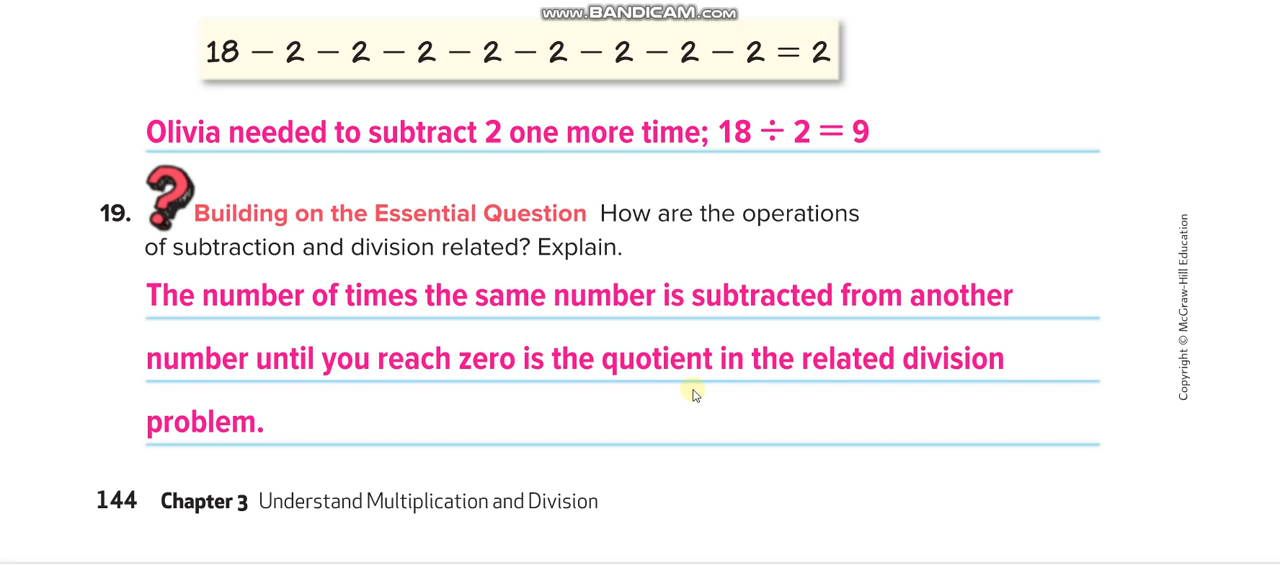 www.BANDICAM.com
18 − 2 − 2 − 2 − 2 − 2 − 2 − 2 − 2 = 2
Olivia needed to subtract 2 one more time; 18 ÷ 2 = 9
19. ? Building on the Essential Question How are the operations
of subtraction and division related? Explain.
The number of times the same number is subtracted from another
number until you reach zero is the quotient in the related division
problem.
144 Chapter 3 Understand Multiplication and Division
Copyright © McGraw-Hill Education